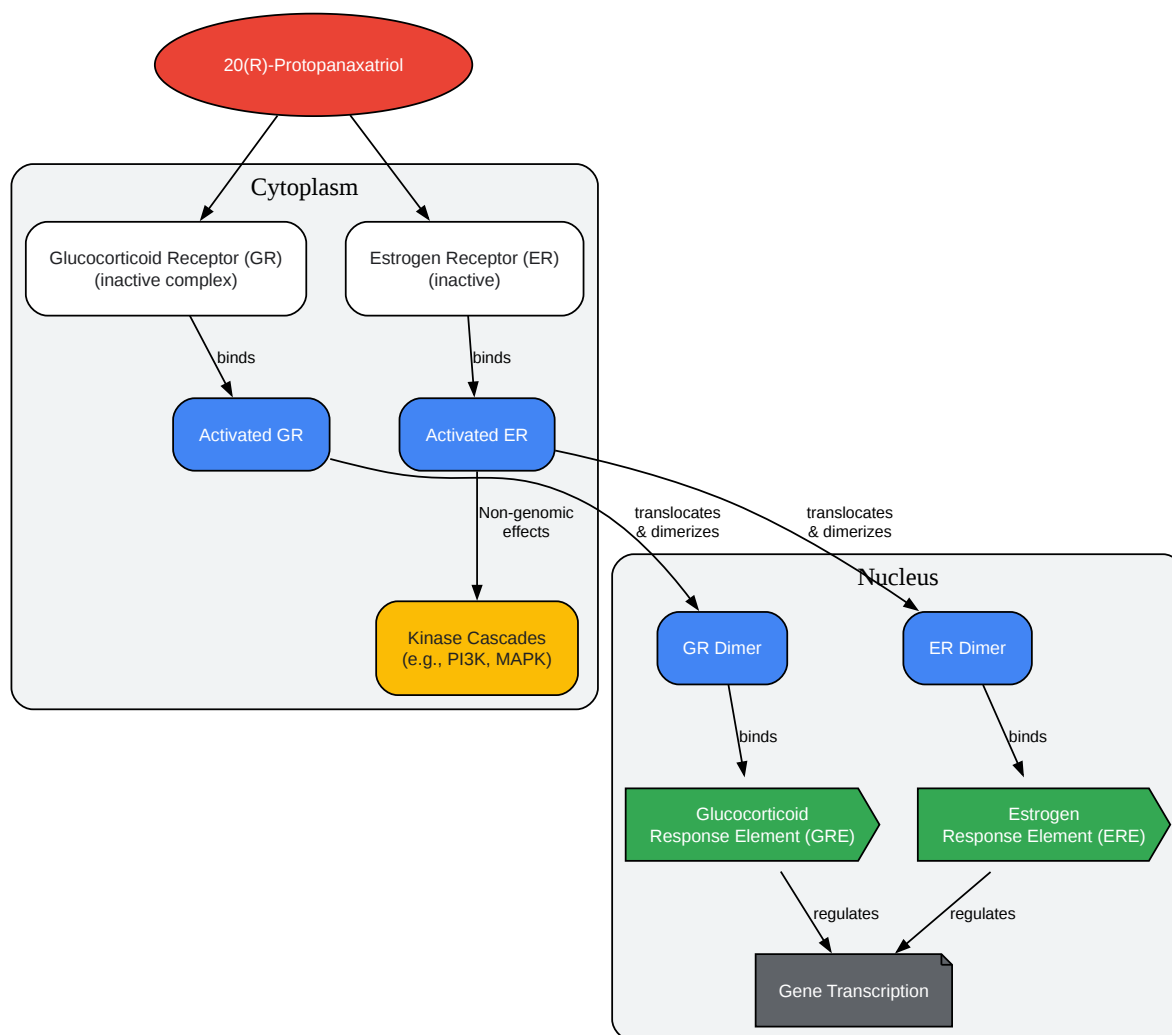 20(R)-Protopanaxatriol
Cytoplasm
Glucocorticoid Receptor (GR)
(inactive complex)
Estrogen Receptor (ER)
(inactive)
binds
binds
Activated GR
Activated ER
Non-genomic
effects
translocates
& dimerizes
translocates
& dimerizes
Nucleus
Kinase Cascades
(e.g., PI3K, MAPK)
GR Dimer
ER Dimer
binds
binds
Glucocorticoid
Response Element (GRE)
Estrogen
Response Element (ERE)
regulates
regulates
Gene Transcription